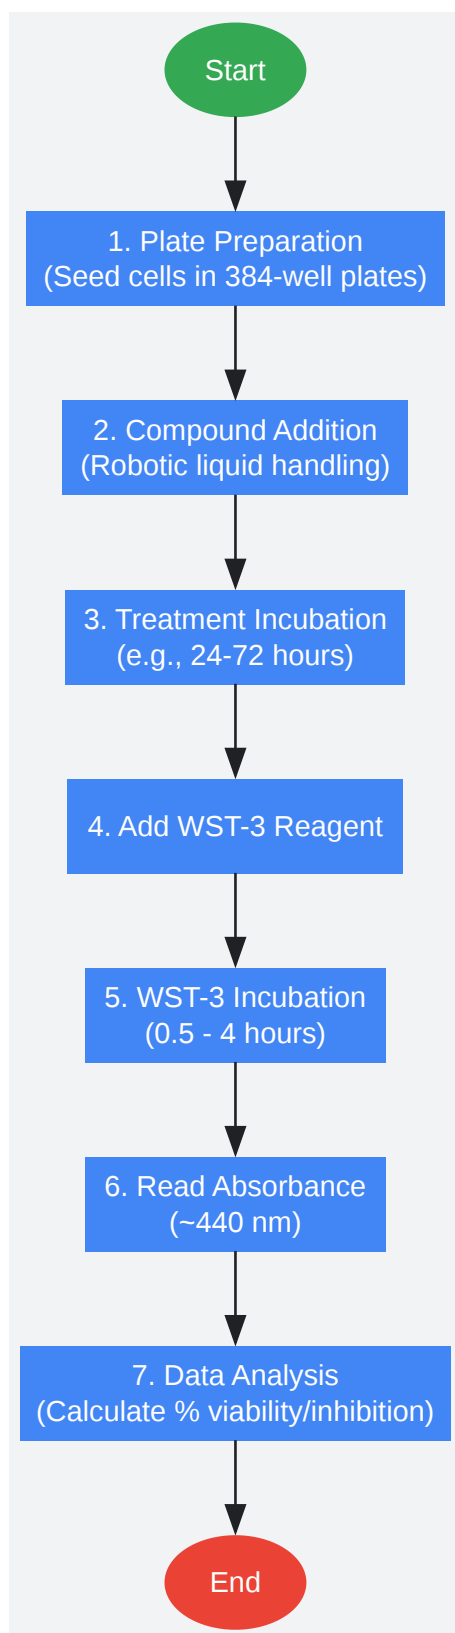 Start
1. Plate Preparation
(Seed cells in 384-well plates)
2. Compound Addition
(Robotic liquid handling)
3. Treatment Incubation
(e.g., 24-72 hours)
4. Add WST-3 Reagent
5. WST-3 Incubation
(0.5 - 4 hours)
6. Read Absorbance
(~440 nm)
7. Data Analysis
(Calculate % viability/inhibition)
End